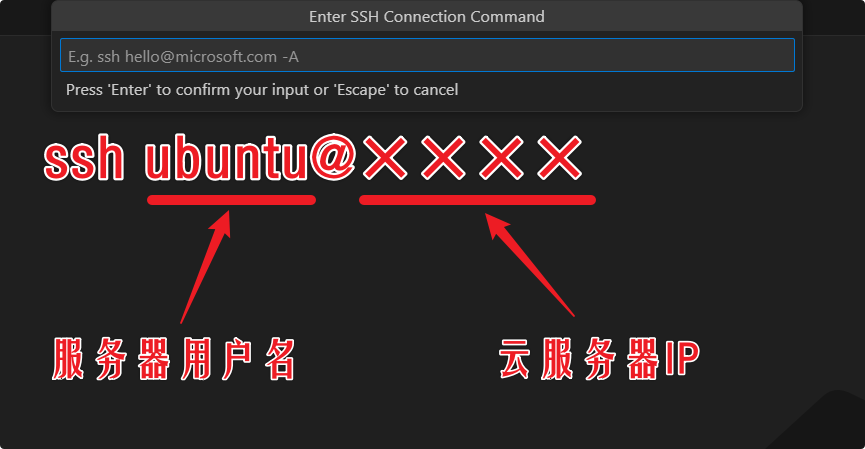 Enter SSH Connection Command
E.g. ssh hello@microsoft.com -A
Press 'Enter' to confirm your input or 'Escape' to cancel
ssh ubuntu@××××
服务器用户名
云服务器IP